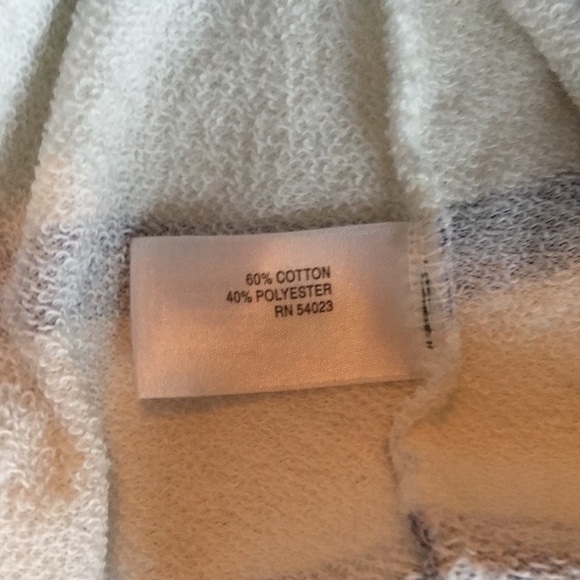 60% COTTON
40% POLYESTER
RN 54023